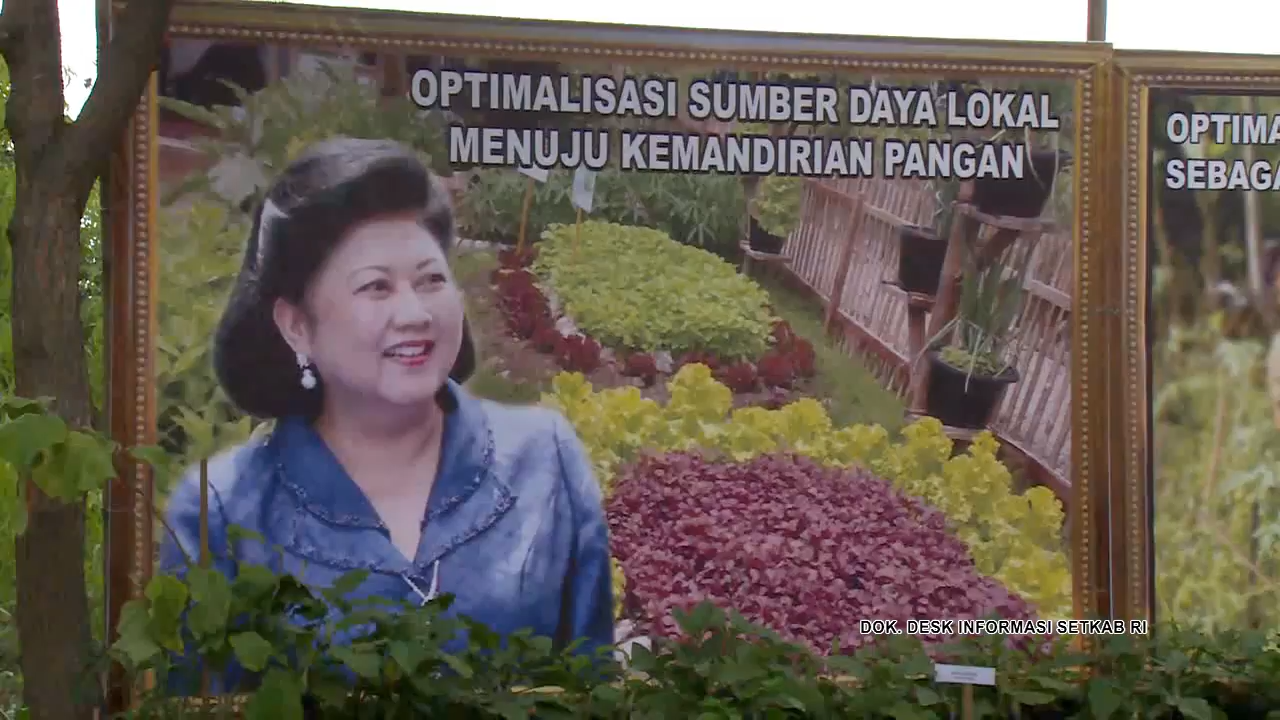 OPTIMALISASI SUMBER DAYA LOKAL
MENUJU KEMANDIRIAN PANGAN
OPTIMA
SEBAGA
DOK. DESK INFORMASI SETKAB RI